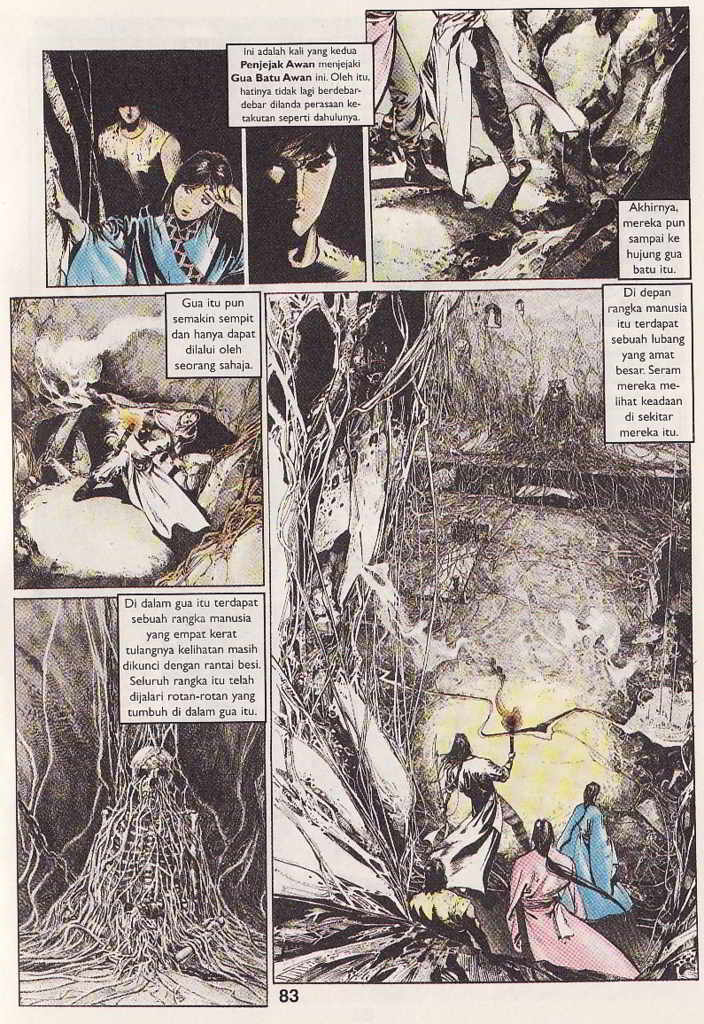 Ini adalah kali yang kedua
Penjejak Awan menjejaki
Gua Batu Awan ini. Oleh itu,
hatinya tidak lagi berdebar-
debar dilanda perasaan ke-
takutan seperti dahulunya.
Akhirnya,
mereka pun
sampai ke
hujung gua
batu itu.
Gua itu pun
semakin sempit
dan hanya dapat
dilalui oleh
seorang sahaja.
Di depan
rangka manusia
itu terdapat
sebuah lubang
yang amat
besar. Seram
mereka me-
lihat keadaan
di sekitar
mereka itu.
Di dalam gua itu terdapat
sebuah rangka manusia
yang empat kerat
tulangnya kelihatan masih
dikunci dengan rantai besi.
Seluruh rangka itu telah
dijalari rotan-rotan yang
tumbuh di dalam gua itu.
83